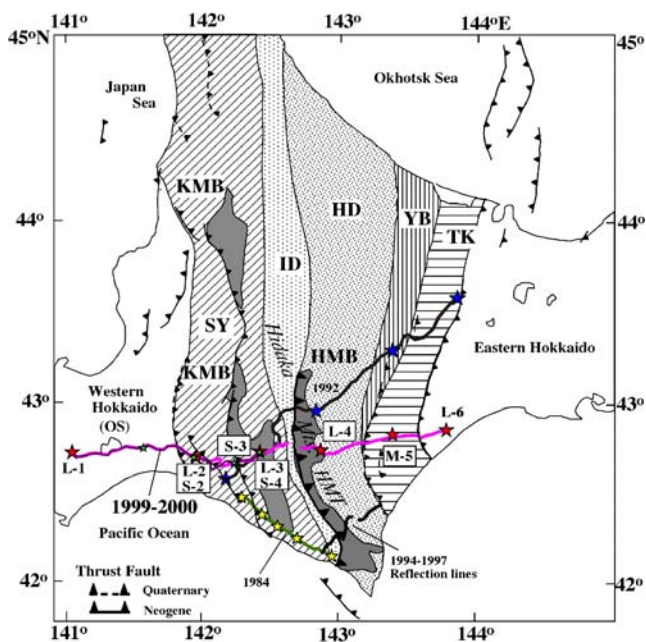 141° 142° 143° 144°E
45°N 45°
Japan
Sea
Okhotsk Sea
KMB
HD
YB
44° 44°
TK
ID
SY
Hidaka
Eastern Hokkaido
KMB
HMB
1992
43° 43°
Western
Hokkaido
(OS)
S-3
L-4
L-6
L-1
L-2
S-2
L-3
S-4
M-5
HMT
1999-2000
Pacific Ocean
1984
1994-1997
Reflection lines
42° 42°
Thrust Fault
Quaternary
Neogene
141° 142° 143° 144°